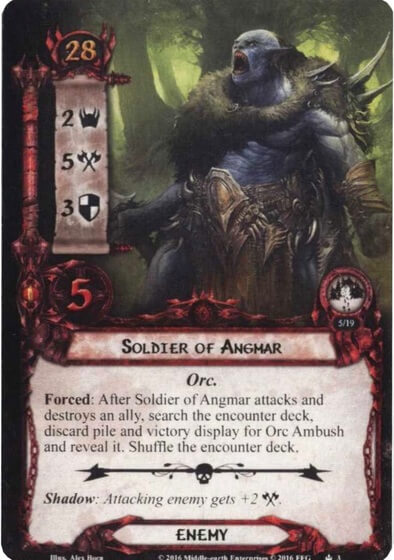 28
2
5
3
5
5/19
SOLDIER OF ANGMAR
Orc.
Forced: After Soldier of Angmar attacks and
destroys an ally, search the encounter deck,
discard pile and victory display for Orc Ambush
and reveal it. Shuffle the encounter deck.
Shadow: Attacking enemy gets +2 .
ENEMY
Illus. Alex Horn © 2016 Middle-earth Enterprises © 2016 FFG 3